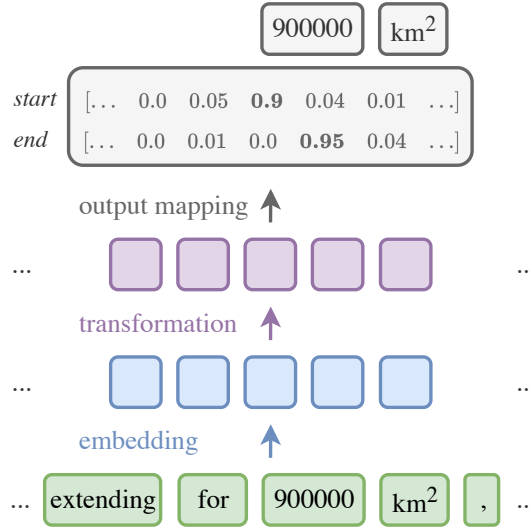 900000 km²
start [... 0.0 0.05 0.9 0.04 0.01 ...]
end [... 0.0 0.01 0.0 0.95 0.04 ...]
output mapping
... ..
transformation
... ..
embedding
... extending for 900000 km² , ..